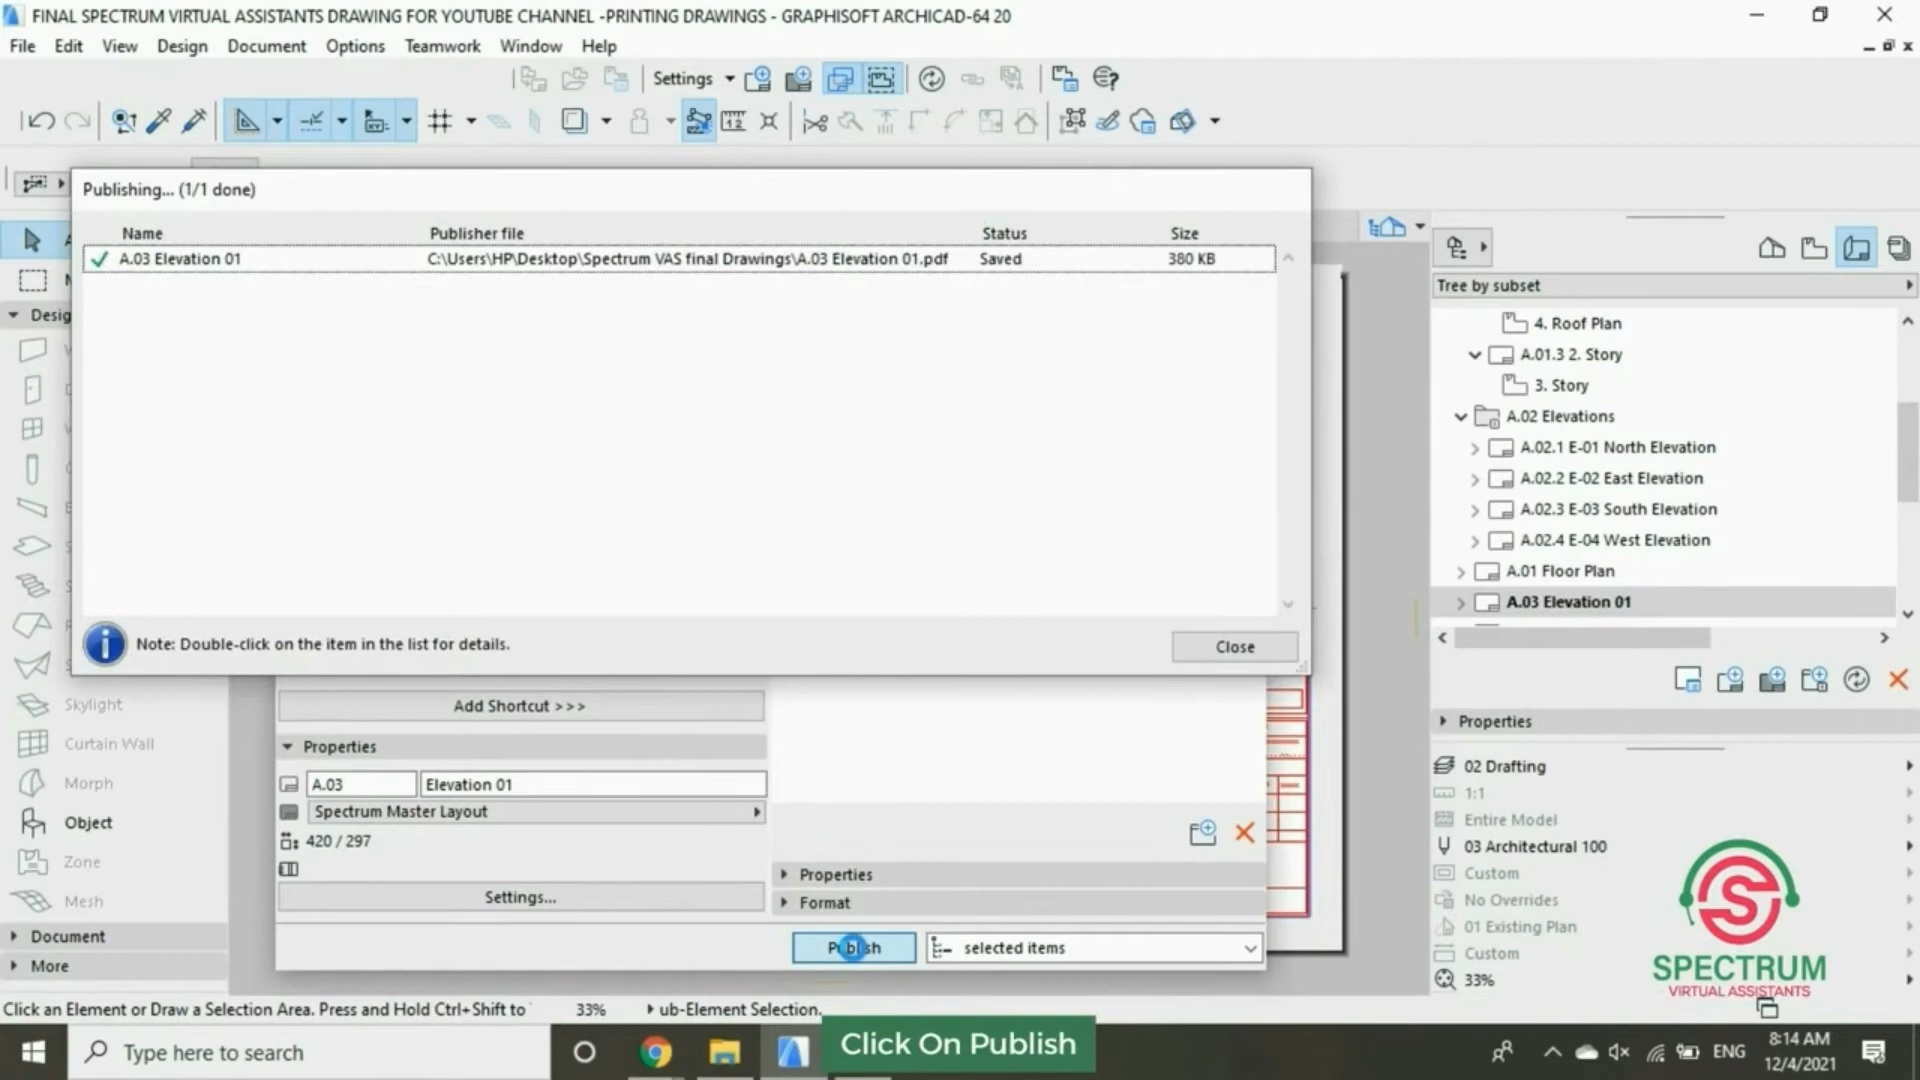 FINAL SPECTRUM VIRTUAL ASSISTANTS DRAWING FOR YOUTUBE CHANNEL -PRINTING DRAWINGS - GRAPHISOFT ARCHICAD-64 20
File Edit View Design Document Options Teamwork Window Help
Settings
Publishing... (1/1 done)
Name Publisher file Status Size
A.03 Elevation 01 C:\Users\HP\Desktop\Spectrum VAS final Drawings\A.03 Elevation 01.pdf Saved 380 KB
Note: Double-click on the item in the list for details.
Close
Desig
Skylight
Curtain Wall
Morph
Object
Zone
Mesh
Document
More
Add Shortcut >>>
Properties
A.03 Elevation 01
Spectrum Master Layout
420 / 297
Settings...
Properties
Format
Publish selected items
Tree by subset
4. Roof Plan
A.01.3 2. Story
3. Story
A.02 Elevations
A.02.1 E-01 North Elevation
A.02.2 E-02 East Elevation
A.02.3 E-03 South Elevation
A.02.4 E-04 West Elevation
A.01 Floor Plan
A.03 Elevation 01
Properties
02 Drafting
1:1
Entire Model
03 Architectural 100
Custom
No Overrides
01 Existing Plan
Custom
33%
SPECTRUM
VIRTUAL ASSISTANTS
Click an Element or Draw a Selection Area. Press and Hold Ctrl+Shift to 33% ub-Element Selection.
Type here to search
Click On Publish
ENG
8:14 AM
12/4/2021